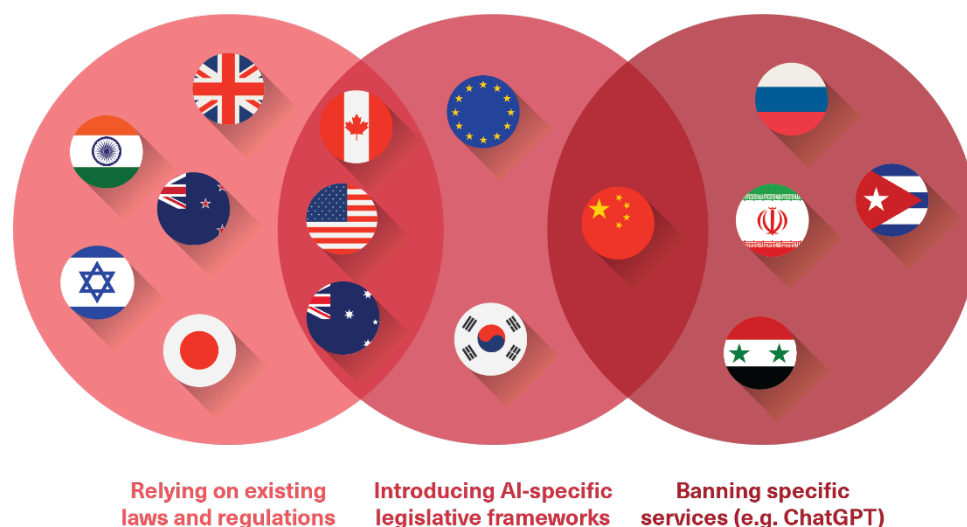 Relying on existing
laws and regulations
Introducing AI-specific
legislative frameworks
Banning specific
services (e.g. ChatGPT)